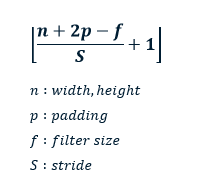 ⌊(n + 2p − f)/S + 1⌋
n : width, height
p : padding
f : filter size
S : stride